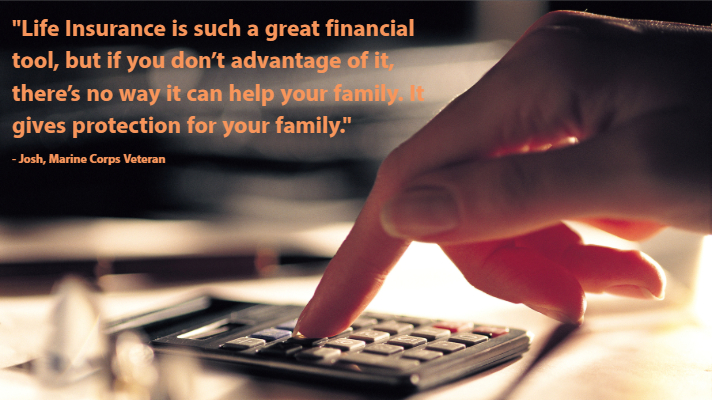 "Life Insurance is such a great financial
tool, but if you don’t advantage of it,
there’s no way it can help your family. It
gives protection for your family."
- Josh, Marine Corps Veteran